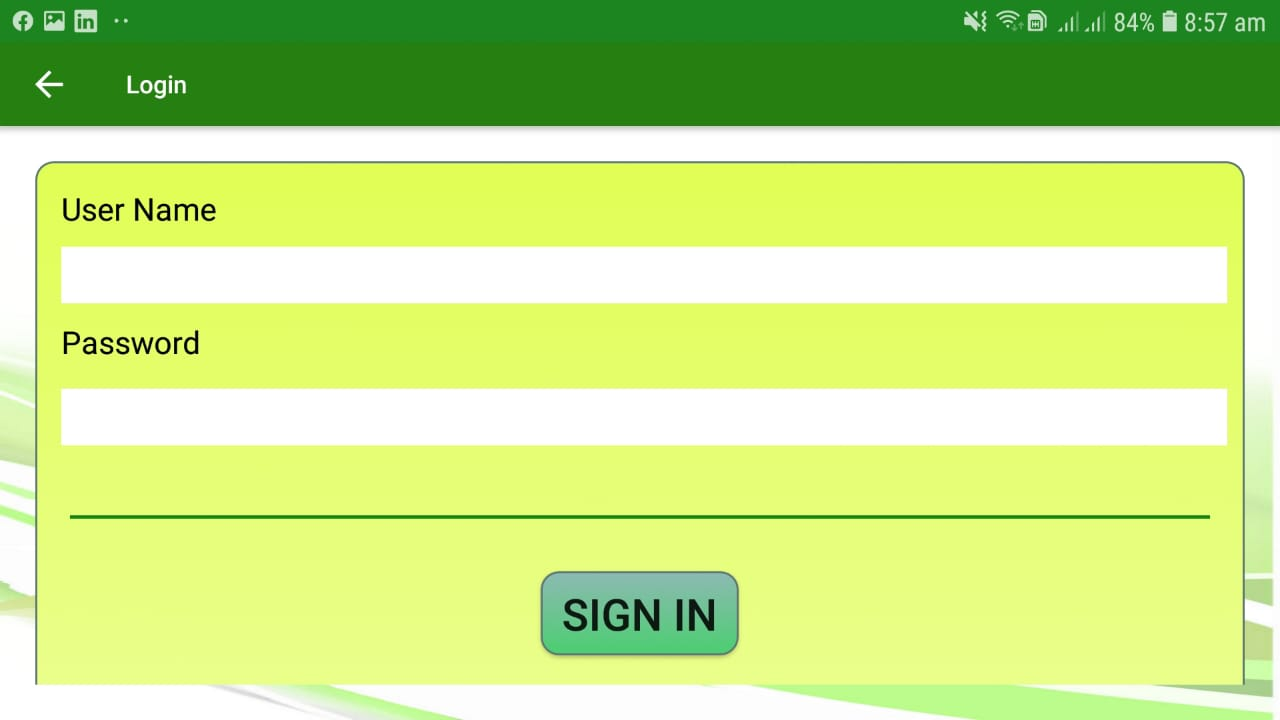 84% 8:57 am
Login
User Name
Password
SIGN IN